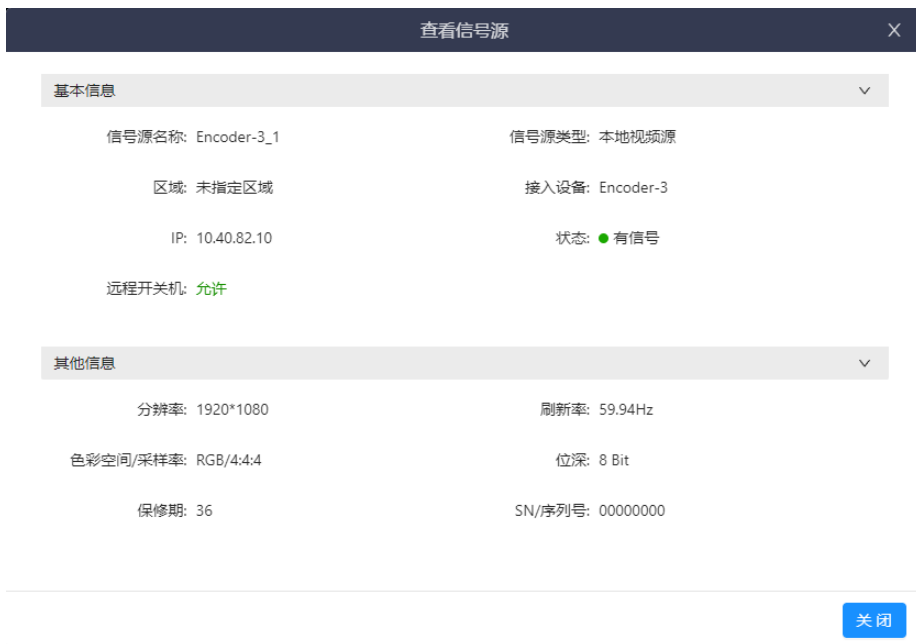 查看信号源
基本信息
信号源名称: Encoder-3_1 信号源类型: 本地视频源
区域: 未指定区域 接入设备: Encoder-3
IP: 10.40.82.10 状态: 有信号
远程开关机: 允许
其他信息
分辨率: 1920*1080 刷新率: 59.94Hz
色彩空间/采样率: RGB/4:4:4 位深: 8 Bit
保修期: 36 SN/序列号: 00000000
关 闭